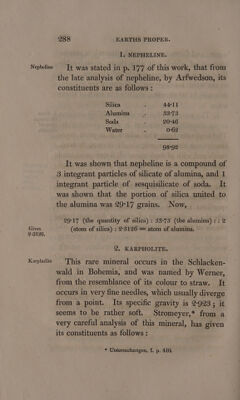 288 EARTHS PROPER.
1. NEPHELINE.
Nepheline It was stated in p. 177 of this work, that from
the late analysis of nepheline, by Arfwedson, its
constituents are as follows :
Silica - 44·11
Alumina - 33·73
Soda - 20·46
Water - 0·62
98·92
It was shown that nepheline is a compound of
3 integrant particles of silicate of alumina, and 1
integrant particle of sesquisilicate of soda. It
was shown that the portion of silica united to
the alumina was 29·17 grains. Now,
29·17 (the quantity of silica) : 33·73 (the alumina) : : 2
Gives (atom of silica) : 2·3126 = atom of alumina.
2·3126.
2. KARPHOLITE.
Karpholite This rare mineral occurs in the Schlacken-
wald in Bohemia, and was named by Werner,
from the resemblance of its colour to straw. It
occurs in very fine needles, which usually diverge
from a point. Its specific gravity is 2·923; it
seems to be rather soft. Stromeyer,* from a
very careful analysis of this mineral, has given
its constituents as follows :
* Untersuchungen, I. p. 410.